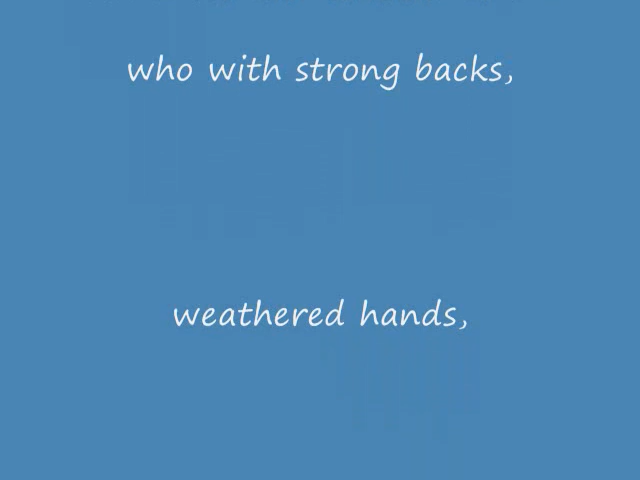 who with strong backs,
weathered hands,